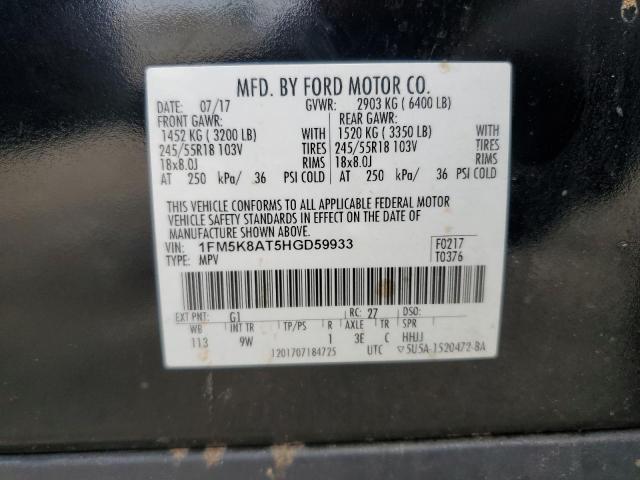 MFD. BY FORD MOTOR CO.
DATE: 07/17 GVWR: 2903 KG ( 6400 LB)
FRONT GAWR: REAR GAWR:
1452 KG ( 3200 LB) WITH 1520 KG ( 3350 LB) WITH
245/55R18 103V TIRES 245/55R18 103V TIRES
18x8.0J RIMS 18x8.0J RIMS
AT 250 kPa/ 36 PSI COLD AT 250 kPa/ 36 PSI COLD
THIS VEHICLE CONFORMS TO ALL APPLICABLE FEDERAL MOTOR
VEHICLE SAFETY STANDARDS IN EFFECT ON THE DATE OF
MANUFACTURE SHOWN ABOVE.
VIN: 1FM5K8AT5HGD59933 F0217
TYPE: MPV T0376
EXT PNT: G1 RC: 27 DSO:
WB INT TR TP/PS R AXLE TR SPR
113 9W 1 3E C HHJJ
1201707184725 UTC ▽5U5A-1520472-BA